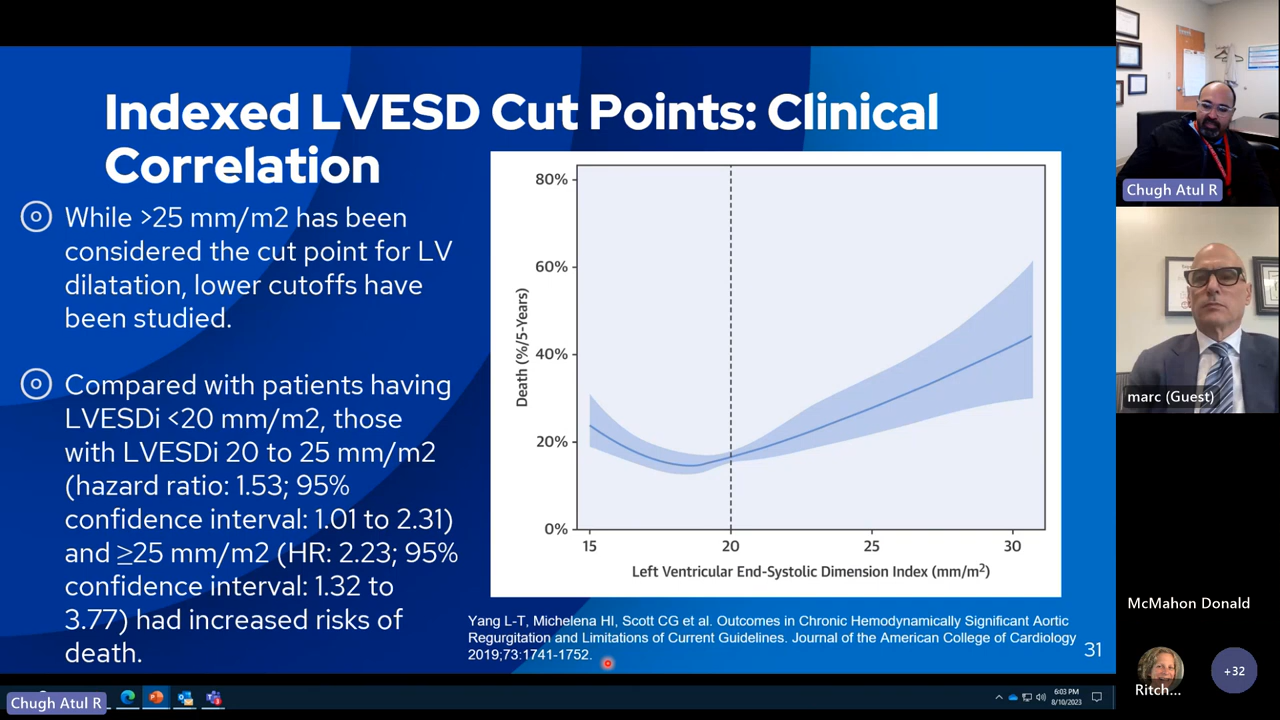 Indexed LVESD Cut Points: Clinical
Correlation
While >25 mm/m2 has been
considered the cut point for LV
dilatation, lower cutoffs have
been studied.
Compared with patients having
LVESDi <20 mm/m2, those
with LVESDi 20 to 25 mm/m2
(hazard ratio: 1.53; 95%
confidence interval: 1.01 to 2.31)
and ≥25 mm/m2 (HR: 2.23; 95%
confidence interval: 1.32 to
3.77) had increased risks of
death.
Death (%/5-Years)
80%
60%
40%
20%
0%
15 20 25 30
Left Ventricular End-Systolic Dimension Index (mm/m²)
Yang L-T, Michelena HI, Scott CG et al. Outcomes in Chronic Hemodynamically Significant Aortic
Regurgitation and Limitations of Current Guidelines. Journal of the American College of Cardiology
2019;73:1741-1752.
31
Chugh Atul R
marc (Guest)
McMahon Donald
Ritch...
+32
Chugh Atul R
6:03 PM
8/10/2023